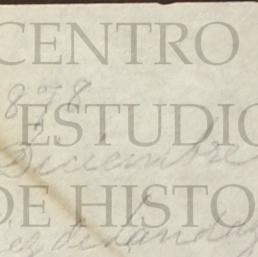 CENTRO
878
ESTUDIO
Diciembre
DE HISTO